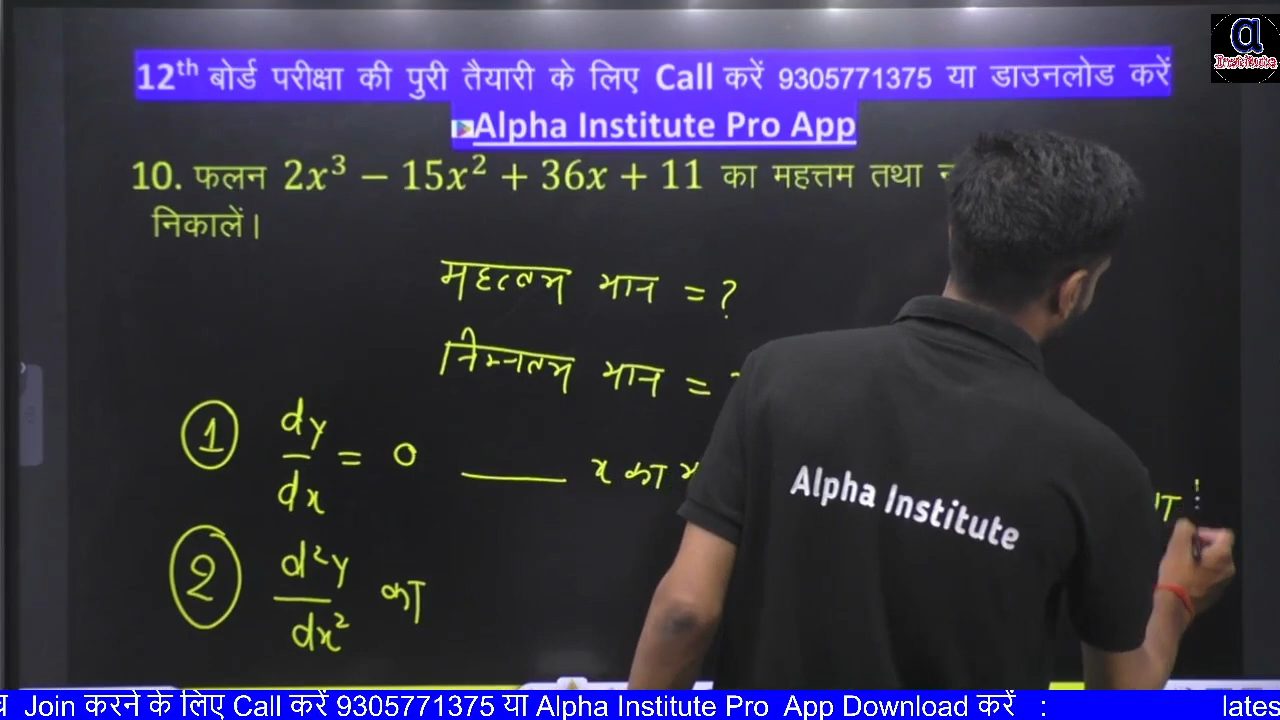 α
Institute
12th बोर्ड परीक्षा की पुरी तैयारी के लिए Call करें 9305771375 या डाउनलोड करें
Alpha Institute Pro App
10. फलन 2x³ − 15x² + 36x + 11 का महत्तम तथा
निकालें।
महत्तम मान = ?
निम्नतम मान =
① dy/dx = 0 ——— x का
② d²y/dx² का
Alpha Institute
Join करने के लिए Call करें 9305771375 या Alpha Institute Pro App Download करें : lates